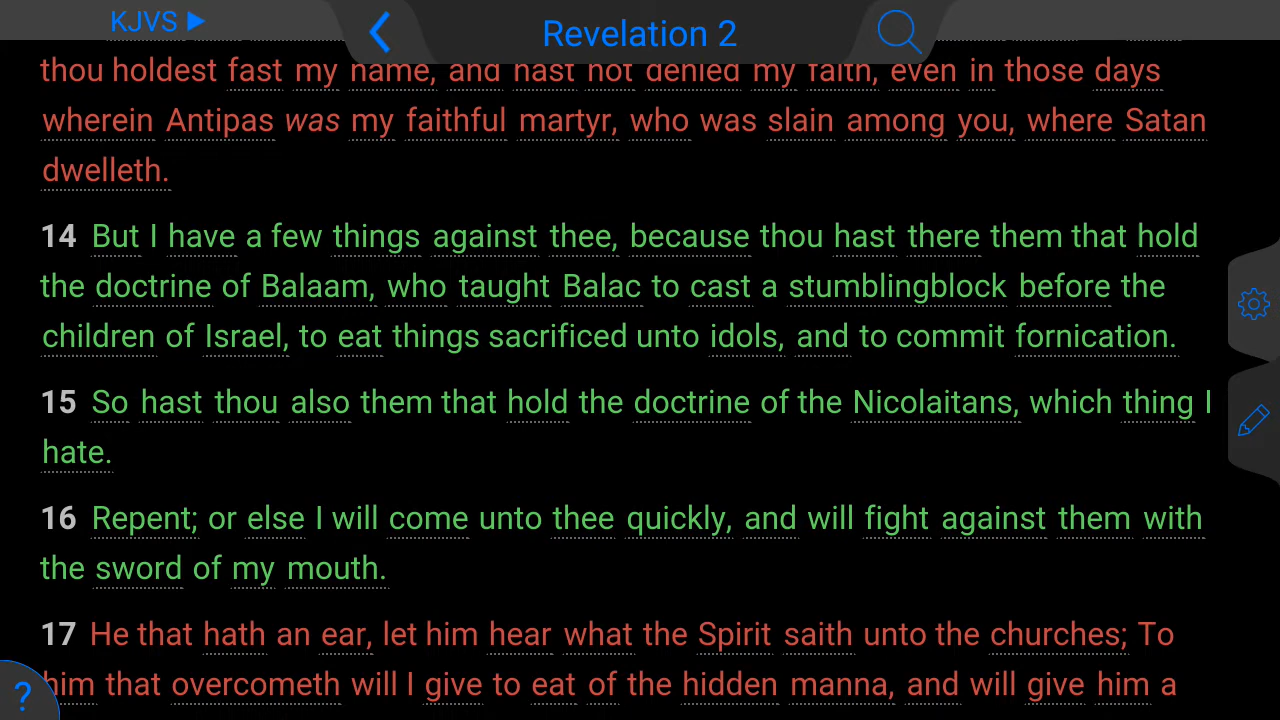 KJVS ▶
Revelation 2
thou holdest fast my name, and hast not denied my faith, even in those days
wherein Antipas was my faithful martyr, who was slain among you, where Satan
dwelleth.
14 But I have a few things against thee, because thou hast there them that hold
the doctrine of Balaam, who taught Balac to cast a stumblingblock before the
children of Israel, to eat things sacrificed unto idols, and to commit fornication.
15 So hast thou also them that hold the doctrine of the Nicolaitans, which thing I
hate.
16 Repent; or else I will come unto thee quickly, and will fight against them with
the sword of my mouth.
17 He that hath an ear, let him hear what the Spirit saith unto the churches; To
him that overcometh will I give to eat of the hidden manna, and will give him a
?